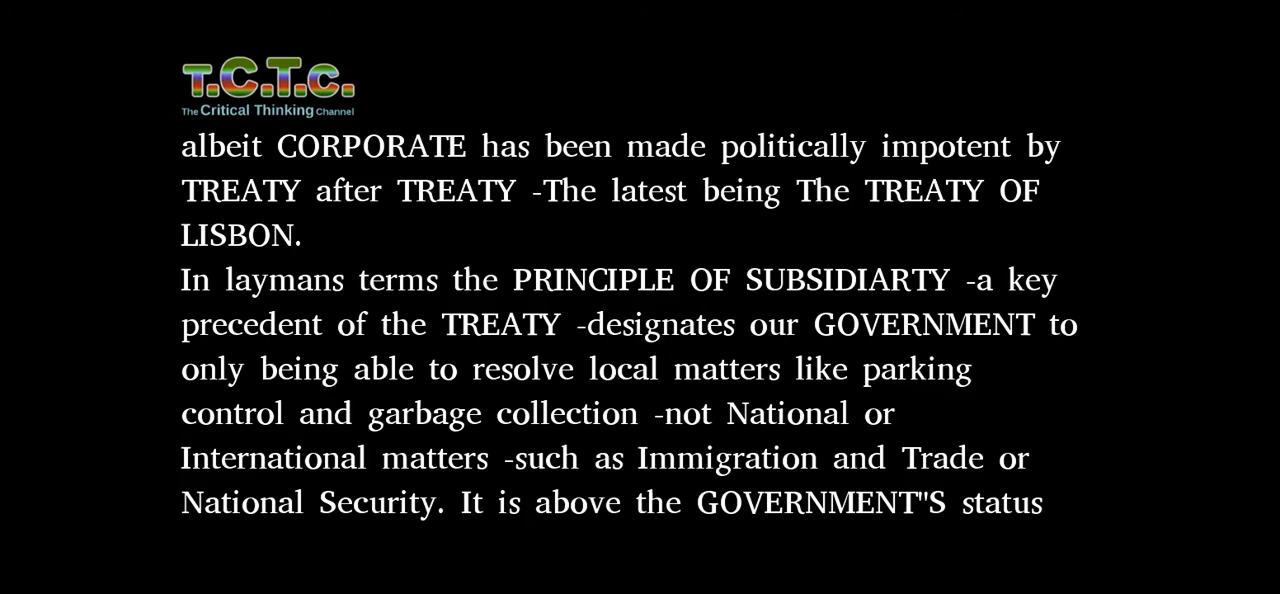 T.C.T.C.
The Critical Thinking Channel
albeit CORPORATE has been made politically impotent by
TREATY after TREATY -The latest being The TREATY OF
LISBON.
In laymans terms the PRINCIPLE OF SUBSIDIARTY -a key
precedent of the TREATY -designates our GOVERNMENT to
only being able to resolve local matters like parking
control and garbage collection -not National or
International matters -such as Immigration and Trade or
National Security. It is above the GOVERNMENT"S status